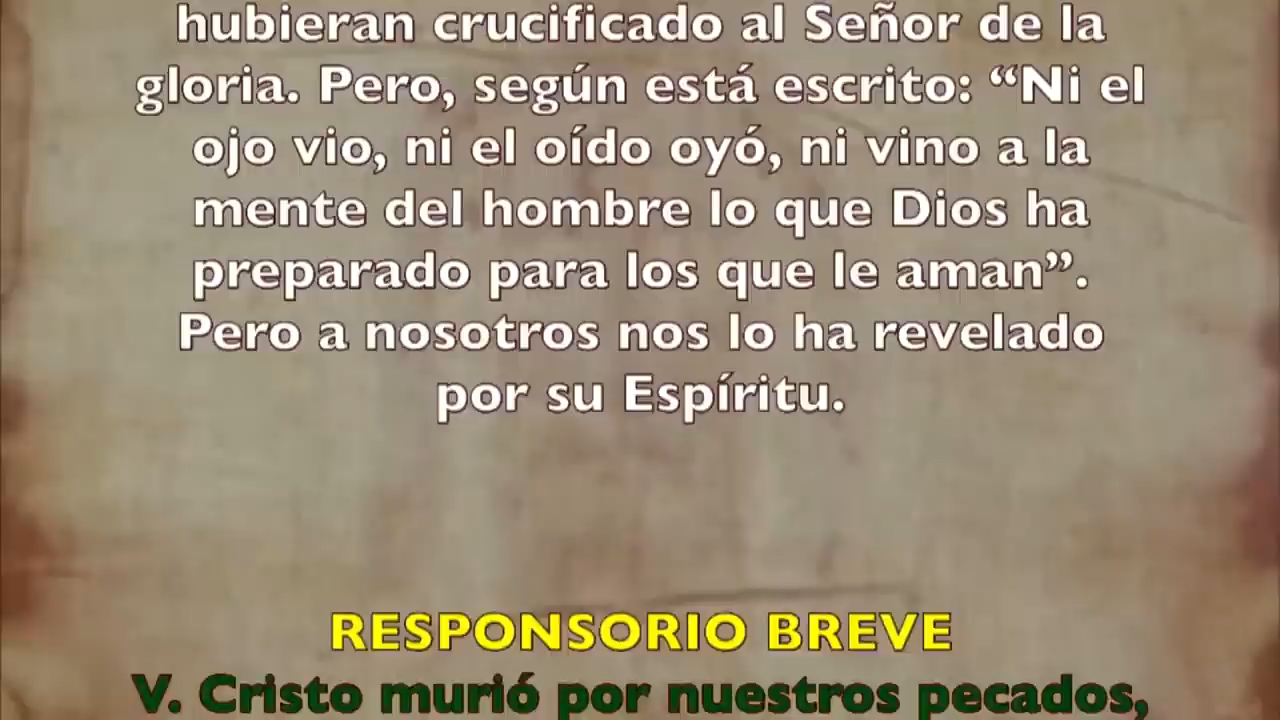 hubieran crucificado al Señor de la
gloria. Pero, según está escrito: “Ni el
ojo vio, ni el oído oyó, ni vino a la
mente del hombre lo que Dios ha
preparado para los que le aman”.
Pero a nosotros nos lo ha revelado
por su Espíritu.
RESPONSORIO BREVE
V. Cristo murió por nuestros pecados,